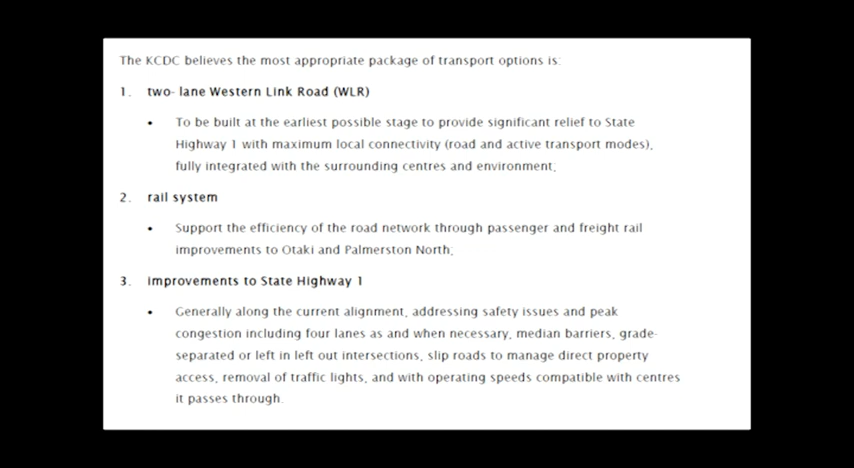 The KCDC believes the most appropriate package of transport options is:
1. two- lane Western Link Road (WLR)
• To be built at the earliest possible stage to provide significant relief to State
Highway 1 with maximum local connectivity (road and active transport modes),
fully integrated with the surrounding centres and environment;
2. rail system
• Support the efficiency of the road network through passenger and freight rail
improvements to Otaki and Palmerston North;
3. improvements to State Highway 1
• Generally along the current alignment, addressing safety issues and peak
congestion including four lanes as and when necessary, median barriers, grade-
separated or left in left out intersections, slip roads to manage direct property
access, removal of traffic lights, and with operating speeds compatible with centres
it passes through.